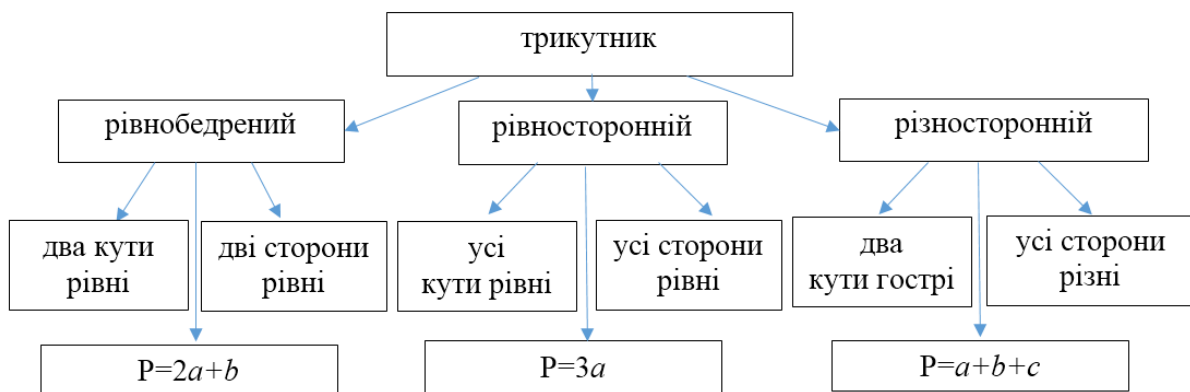 трикутник
рівнобедрений
рівносторонній
різносторонній
два кути
рівні
дві сторони
рівні
усі
кути рівні
усі сторони
рівні
два
кути гострі
усі сторони
різні
P=2a+b
P=3a
P=a+b+c